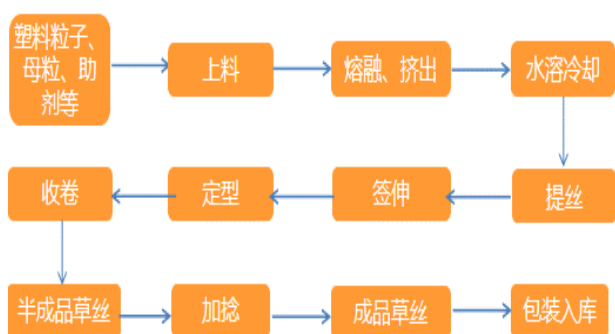 塑料粒子、
母粒、助
剂等
上料
熔融、挤出
水溶冷却
提丝
签伸
定型
收卷
半成品草丝
加捻
成品草丝
包装入库